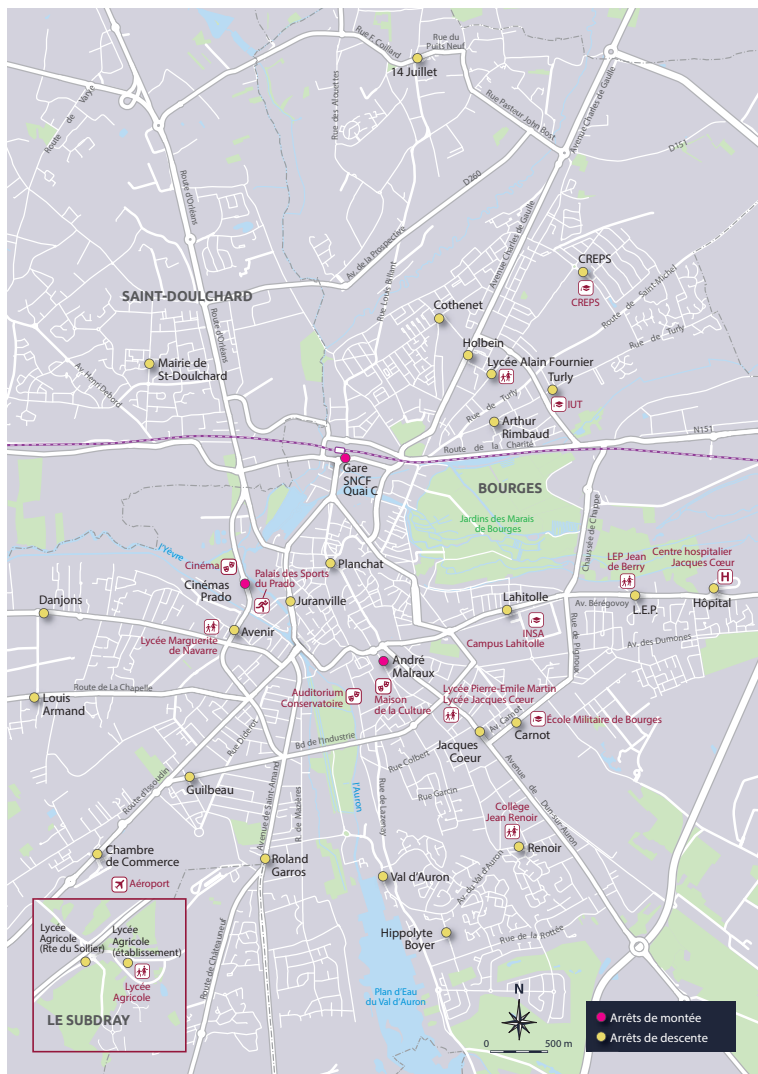 Rue F. Coillard
Rue du
Puits Neuf
14 Juillet
Route de Varye
Rue des Alouettes
Rue Pasteur John Bost
Avenue Charles de Gaulle
D151
Route d'Orléans
D260
Av. de la Prospective
Avenue Charles de Gaulle
CREPS
CREPS
SAINT-DOULCHARD
Rue Louis Billant
Route de Saint-Michel
Cothenet
Route d'Orléans
Rue de Turly
Holbein
Mairie de
St-Doulchard
Lycée Alain Fournier
Av. Henri Debord
Turly
Rue de Turly
IUT
Arthur
Rimbaud
N151
Route de la Charité
Gare
SNCF
Quai C
BOURGES
Jardins des Marais
de Bourges
Chaussée de Chappe
l'Yèvre
Cinéma
Palais des Sports
du Prado
Planchat
LEP Jean
de Berry
Centre hospitalier
Jacques Cœur
Cinémas
Prado
Danjons
Juranville
Lahitolle
Av. Bérégovoy
L.E.P.
Hôpital
Lycée Marguerite
de Navarre
Avenir
INSA
Campus Lahitolle
Rue de Pignoux
Av. des Dumones
André
Malraux
Route de La Chapelle
Louis
Armand
Auditorium
Conservatoire
Maison
de la Culture
Lycée Pierre-Emile Martin
Lycée Jacques Cœur
Av. Carnot
École Militaire de Bourges
Carnot
Jacques
Coeur
Rue Diderot
Bd de l'Industrie
Rue Colbert
Route d'Issoudun
Guilbeau
Avenue de Saint-Amand
R. de Mazières
l'Auron
Rue de Lazenay
Rue Garcin
Avenue de Dun-sur-Auron
Collège
Jean Renoir
Renoir
Chambre
de Commerce
Roland
Garros
Aéroport
Val d'Auron
Av. du Val d'Auron
Hippolyte
Boyer
Rue de la Rottée
Route de Châteauneuf
Lycée
Agricole
(Rte du Sollier)
Lycée
Agricole
(établissement)
Lycée
Agricole
LE SUBDRAY
Plan d'Eau
du Val d'Auron
N
0 500 m
Arrêts de montée
Arrêts de descente